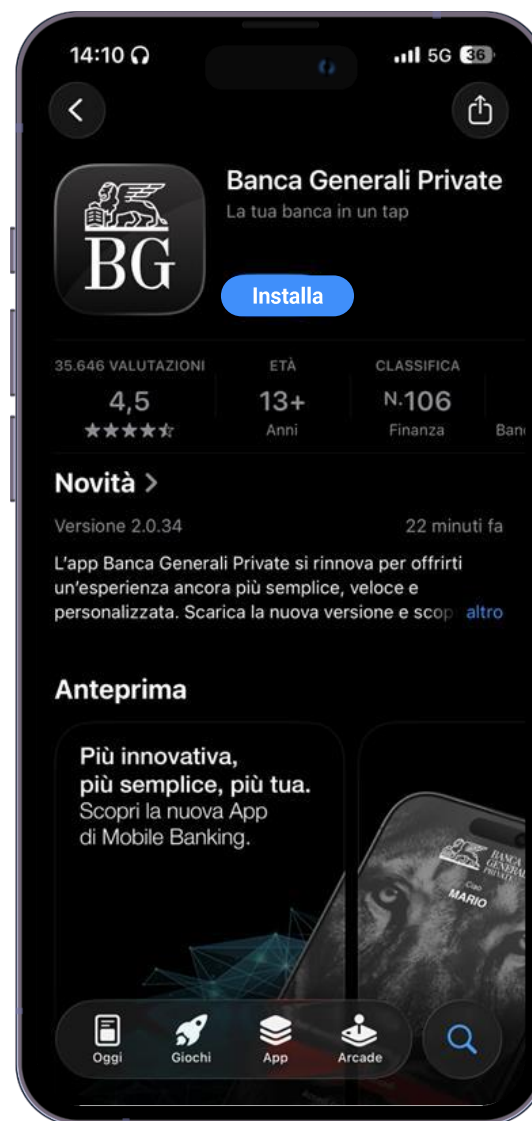 14:10
5G 36
Banca Generali Private
La tua banca in un tap
BG
Installa
35.646 VALUTAZIONI
4,5
ETÀ
13+
Anni
CLASSIFICA
N.106
Finanza
Novità
Versione 2.0.34
22 minuti fa
L'app Banca Generali Private si rinnova per offrirti
un'esperienza ancora più semplice, veloce e
personalizzata. Scarica la nuova versione e scop altro
Anteprima
Più innovativa,
più semplice, più tua.
Scopri la nuova App
di Mobile Banking.
BANCA
GENERALI
PRIVATE
Ciao
MARIO
Oggi
Giochi
App
Arcade